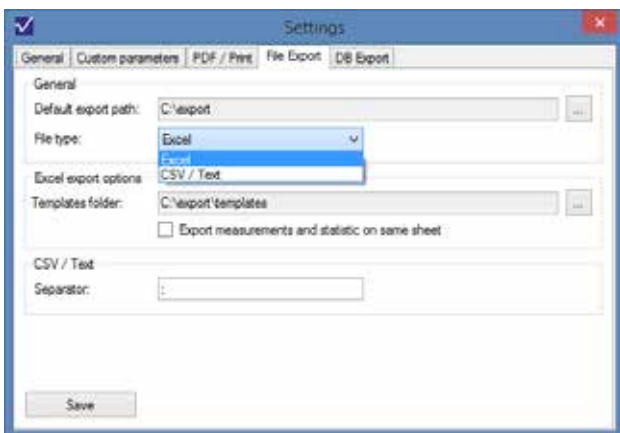 Settings
General Custom parameters PDF / Print File Export DB Export
General
Default export path: C:\export ...
File type: Excel
Excel
CSV / Text
Excel export options
Templates folder: C:\export\templates ...
Export measurements and statistic on same sheet
CSV / Text
Separator: :
Save